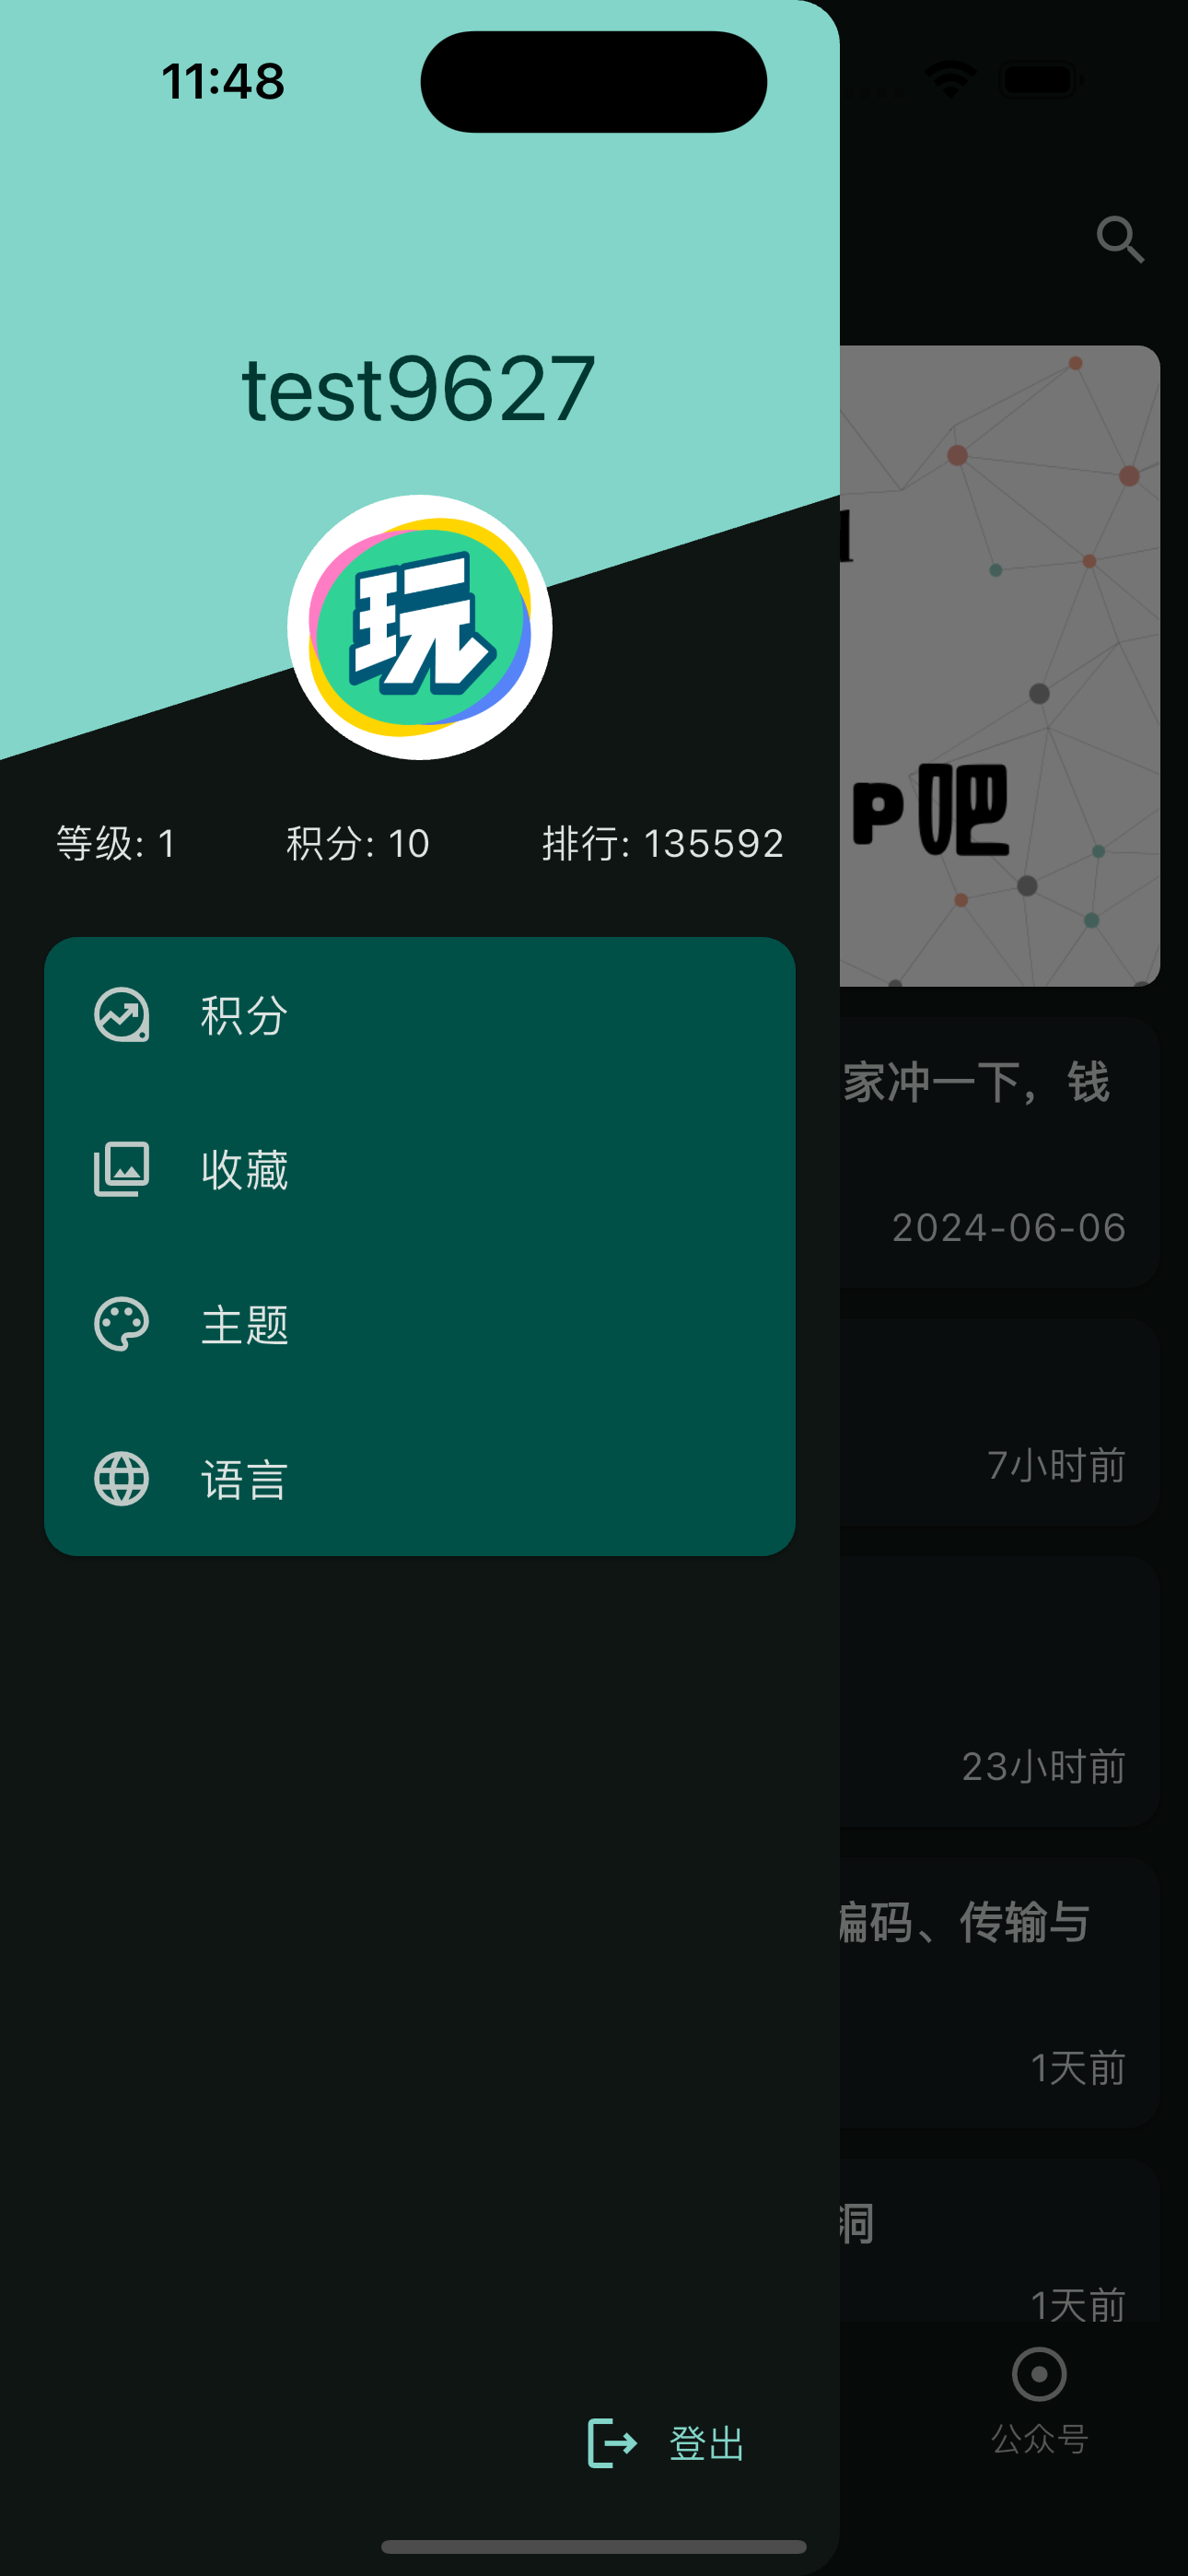 11:48
test9627
玩
等级: 1 积分: 10 排行: 135592
积分
收藏
主题
语言
登出
P吧
家冲一下，钱
2024-06-06
7小时前
23小时前
编码、传输与
1天前
洞
1天前
公众号